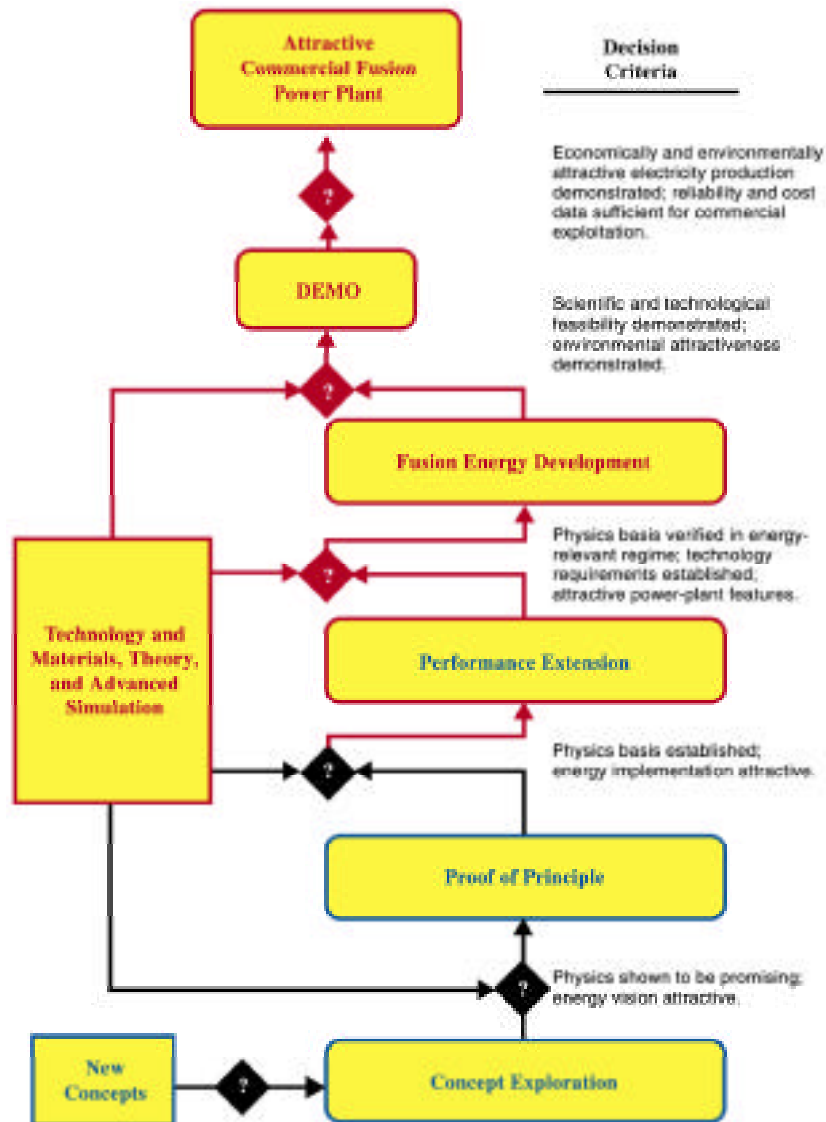 Attractive
Commercial Fusion
Power Plant
Decision
Criteria
Economically and environmentally
attractive electricity production
demonstrated; reliability and cost
data sufficient for commercial
exploitation.
?
DEMO
Scientific and technological
feasibility demonstrated;
environmental attractiveness
demonstrated.
?
Fusion Energy Development
Physics basis verified in energy-
relevant regime; technology
requirements established;
attractive power-plant features.
?
Technology and
Materials, Theory,
and Advanced
Simulation
Performance Extension
Physics basis established;
energy implementation attractive.
?
Proof of Principle
?
Physics shown to be promising;
energy vision attractive.
New
Concepts
?
Concept Exploration